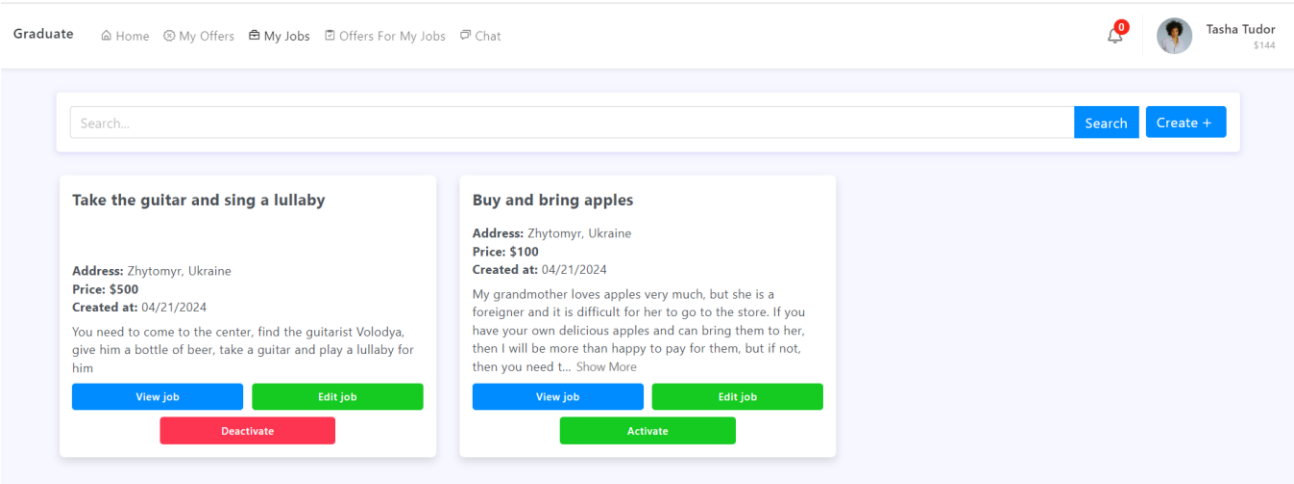 Graduate Home My Offers My Jobs Offers For My Jobs Chat 0 Tasha Tudor
$144
Search... Search Create +
Take the guitar and sing a lullaby
Address: Zhytomyr, Ukraine
Price: $500
Created at: 04/21/2024
You need to come to the center, find the guitarist Volodya,
give him a bottle of beer, take a guitar and play a lullaby for
him
View job Edit job
Deactivate
Buy and bring apples
Address: Zhytomyr, Ukraine
Price: $100
Created at: 04/21/2024
My grandmother loves apples very much, but she is a
foreigner and it is difficult for her to go to the store. If you
have your own delicious apples and can bring them to her,
then I will be more than happy to pay for them, but if not,
then you need t... Show More
View job Edit job
Activate